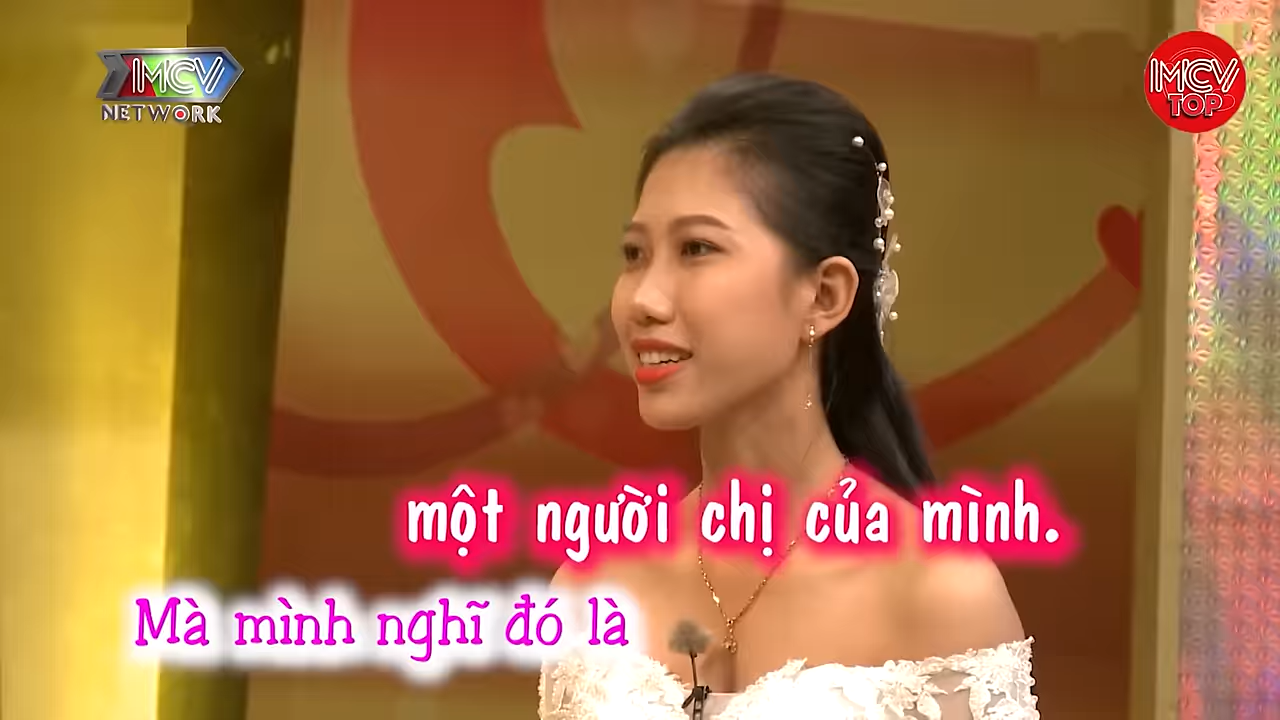 MCV
NETWORK
MCV
TOP
một người chị của mình.
Mà mình nghĩ đó là